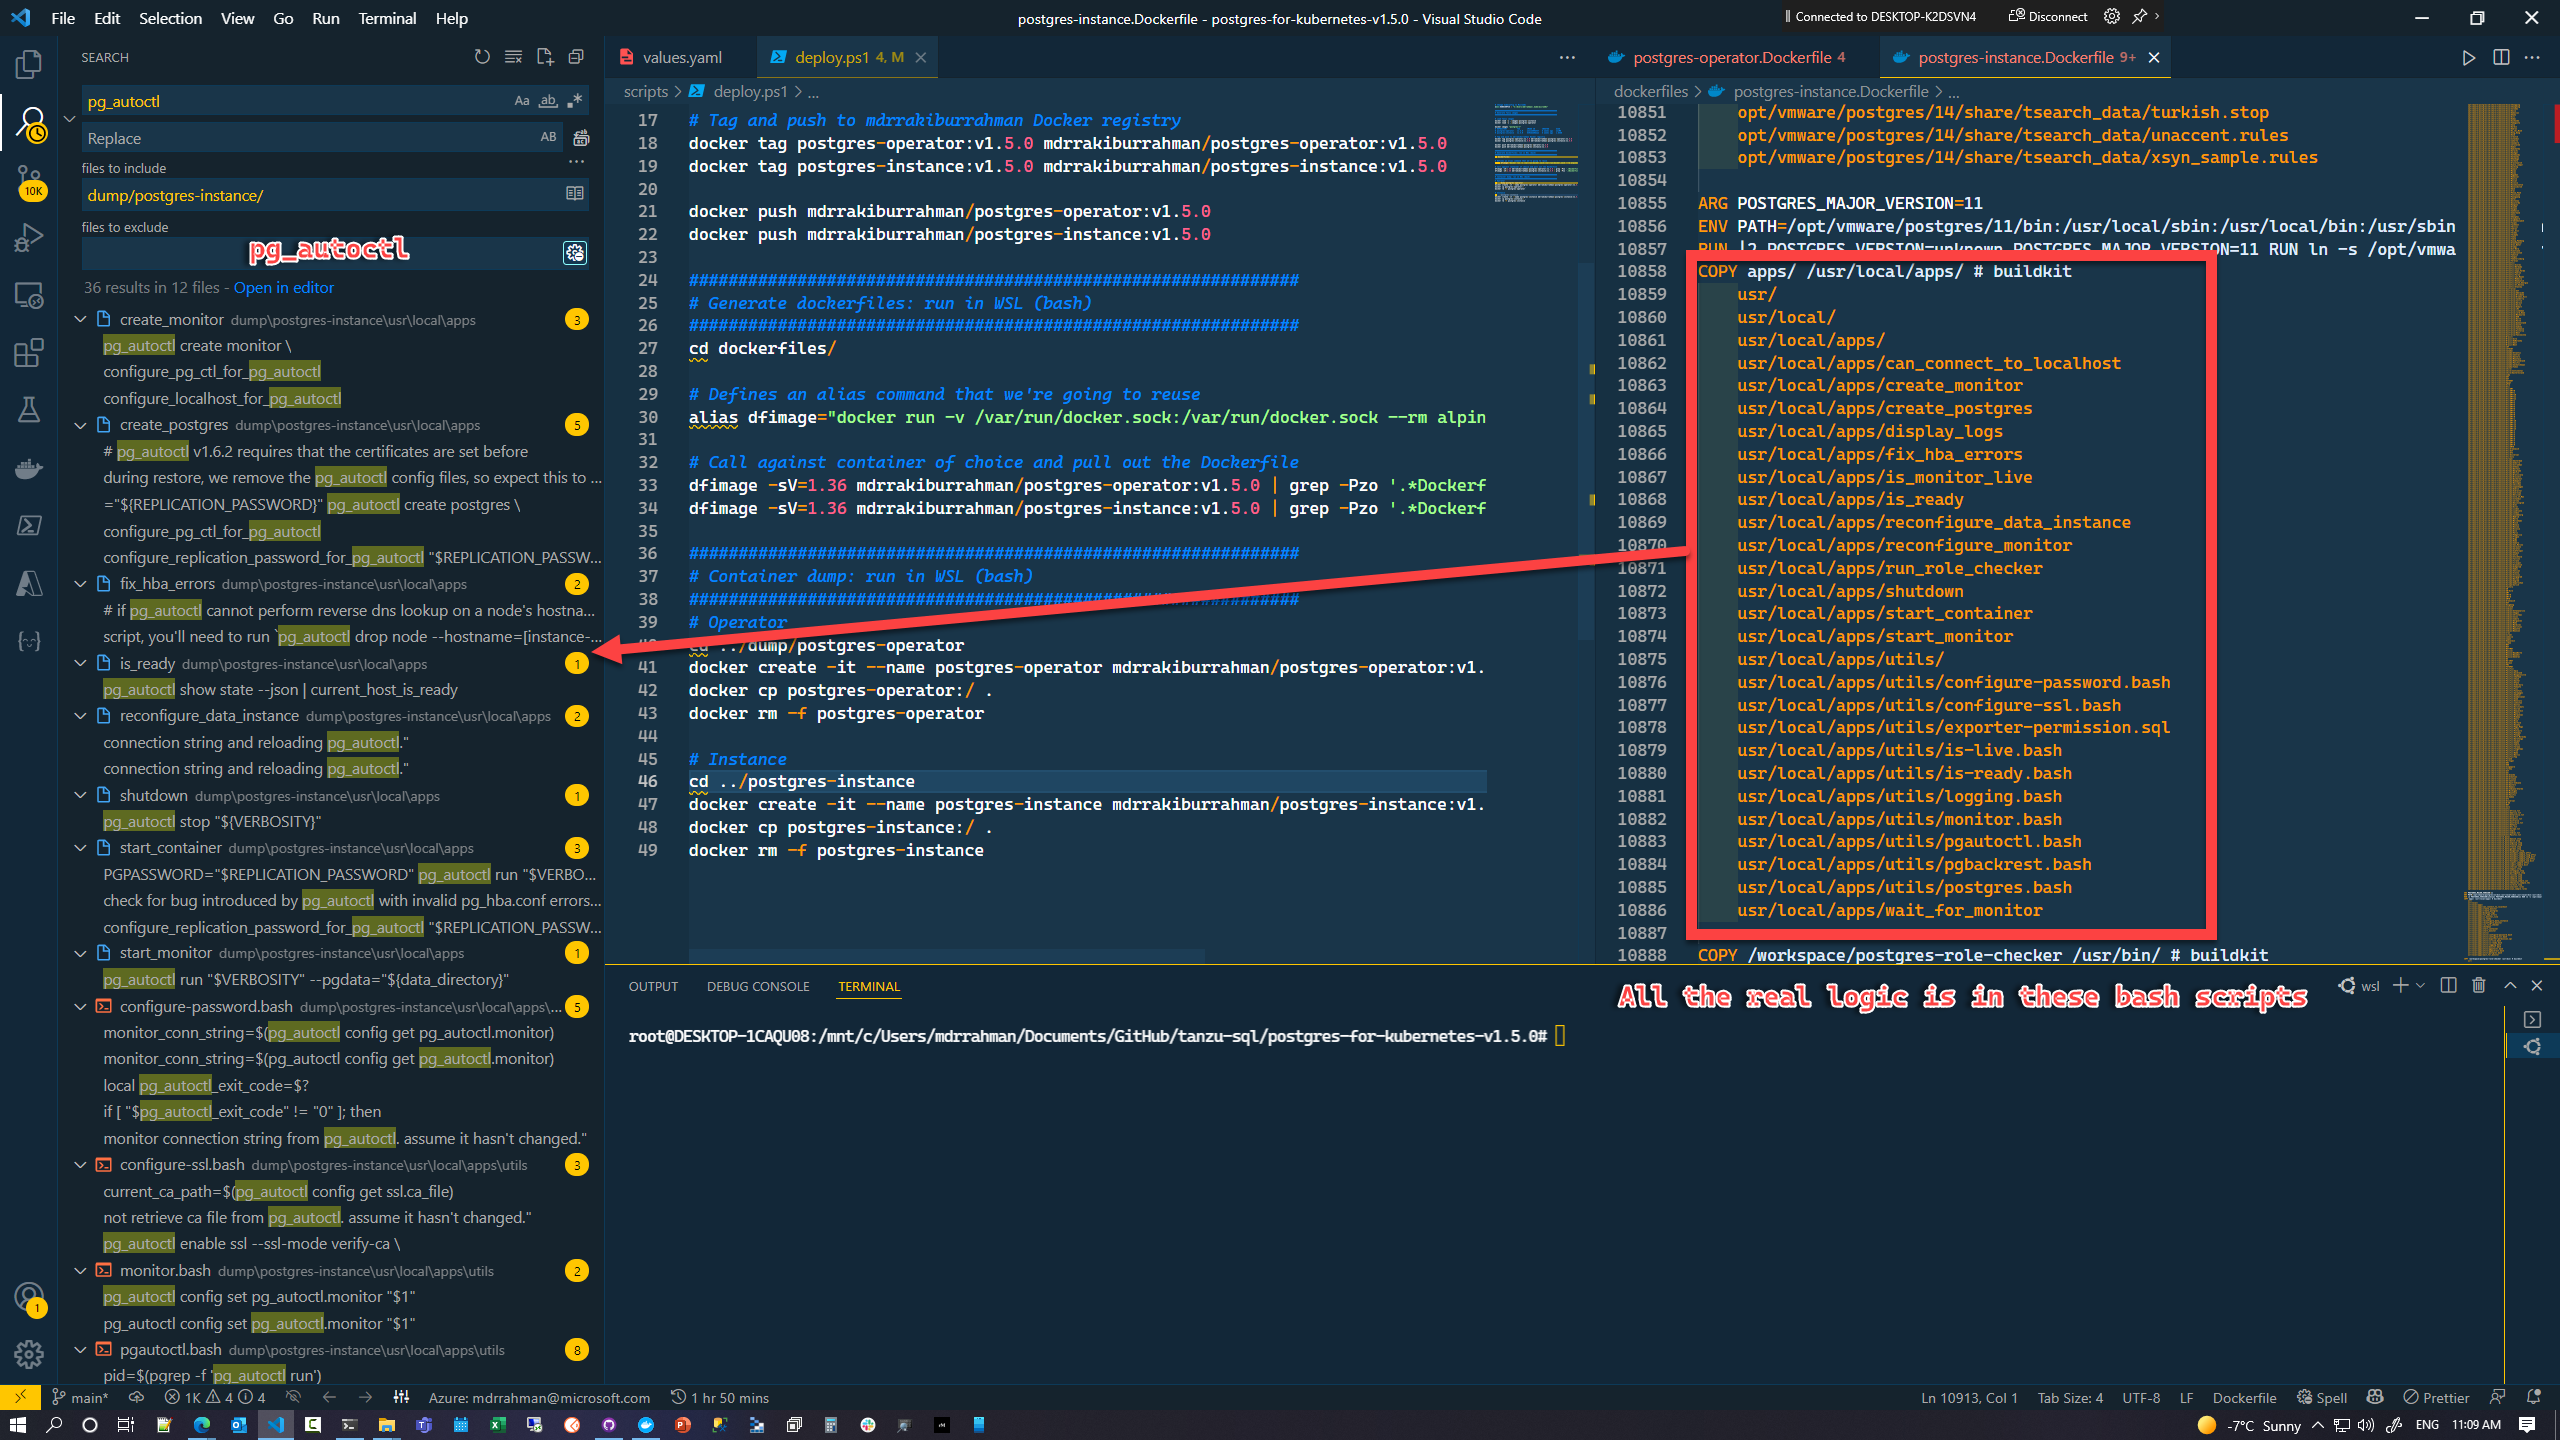 File Edit Selection View Go Run Terminal Help
postgres-instance.Dockerfile - postgres-for-kubernetes-v1.5.0 - Visual Studio Code
Connected to DESKTOP-K2DSVN4 Disconnect
SEARCH
pg_autoctl
Aa ab
Replace
AB
files to include
dump/postgres-instance/
files to exclude
pg_autoctl
36 results in 12 files - Open in editor
create_monitor dump\postgres-instance\usr\local\apps 3
pg_autoctl create monitor \
configure_pg_ctl_for_pg_autoctl
configure_localhost_for_pg_autoctl
create_postgres dump\postgres-instance\usr\local\apps 5
# pg_autoctl v1.6.2 requires that the certificates are set before
during restore, we remove the pg_autoctl config files, so expect this to ...
="${REPLICATION_PASSWORD}" pg_autoctl create postgres \
configure_pg_ctl_for_pg_autoctl
configure_replication_password_for_pg_autoctl "$REPLICATION_PASSW...
fix_hba_errors dump\postgres-instance\usr\local\apps 2
# if pg_autoctl cannot perform reverse dns lookup on a node's hostna...
script, you'll need to run `pg_autoctl drop node --hostname=[instance-...
is_ready dump\postgres-instance\usr\local\apps 1
pg_autoctl show state --json | current_host_is_ready
reconfigure_data_instance dump\postgres-instance\usr\local\apps 2
connection string and reloading pg_autoctl."
connection string and reloading pg_autoctl."
shutdown dump\postgres-instance\usr\local\apps 1
pg_autoctl stop "${VERBOSITY}"
start_container dump\postgres-instance\usr\local\apps 3
PGPASSWORD="$REPLICATION_PASSWORD" pg_autoctl run "$VERBO...
check for bug introduced by pg_autoctl with invalid pg_hba.conf errors...
configure_replication_password_for_pg_autoctl "$REPLICATION_PASSW...
start_monitor dump\postgres-instance\usr\local\apps 1
pg_autoctl run "$VERBOSITY" --pgdata="${data_directory}"
configure-password.bash dump\postgres-instance\usr\local\apps\... 5
monitor_conn_string=$(pg_autoctl config get pg_autoctl.monitor)
monitor_conn_string=$(pg_autoctl config get pg_autoctl.monitor)
local pg_autoctl_exit_code=$?
if [ "$pg_autoctl_exit_code" != "0" ]; then
monitor connection string from pg_autoctl. assume it hasn't changed."
configure-ssl.bash dump\postgres-instance\usr\local\apps\utils 3
current_ca_path=$(pg_autoctl config get ssl.ca_file)
not retrieve ca file from pg_autoctl. assume it hasn't changed."
pg_autoctl enable ssl --ssl-mode verify-ca \
monitor.bash dump\postgres-instance\usr\local\apps\utils 2
pg_autoctl config set pg_autoctl.monitor "$1"
pg_autoctl config set pg_autoctl.monitor "$1"
pgautoctl.bash dump\postgres-instance\usr\local\apps\utils 8
pid=$(pgrep -f 'pg_autoctl run')
10K
1
values.yaml
deploy.ps1 4, M
scripts > deploy.ps1 > ...
17 # Tag and push to mdrrakiburrahman Docker registry
18 docker tag postgres-operator:v1.5.0 mdrrakiburrahman/postgres-operator:v1.5.0
19 docker tag postgres-instance:v1.5.0 mdrrakiburrahman/postgres-instance:v1.5.0
20
21 docker push mdrrakiburrahman/postgres-operator:v1.5.0
22 docker push mdrrakiburrahman/postgres-instance:v1.5.0
23
24 ##############################################################
25 # Generate dockerfiles: run in WSL (bash)
26 ##############################################################
27 cd dockerfiles/
28
29 # Defines an alias command that we're going to reuse
30 alias dfimage="docker run -v /var/run/docker.sock:/var/run/docker.sock --rm alpin
31
32 # Call against container of choice and pull out the Dockerfile
33 dfimage -sV=1.36 mdrrakiburrahman/postgres-operator:v1.5.0 | grep -Pzo '.*Dockerf
34 dfimage -sV=1.36 mdrrakiburrahman/postgres-instance:v1.5.0 | grep -Pzo '.*Dockerf
35
36 ##############################################################
37 # Container dump: run in WSL (bash)
38 ##############################################################
39 # Operator
cd ../dump/postgres-operator
41 docker create -it --name postgres-operator mdrrakiburrahman/postgres-operator:v1.
42 docker cp postgres-operator:/ .
43 docker rm -f postgres-operator
44
45 # Instance
46 cd ../postgres-instance
47 docker create -it --name postgres-instance mdrrakiburrahman/postgres-instance:v1.
48 docker cp postgres-instance:/ .
49 docker rm -f postgres-instance
postgres-operator.Dockerfile 4
postgres-instance.Dockerfile 9+
dockerfiles > postgres-instance.Dockerfile > ...
10851 opt/vmware/postgres/14/share/tsearch_data/turkish.stop
10852 opt/vmware/postgres/14/share/tsearch_data/unaccent.rules
10853 opt/vmware/postgres/14/share/tsearch_data/xsyn_sample.rules
10854
10855 ARG POSTGRES_MAJOR_VERSION=11
10856 ENV PATH=/opt/vmware/postgres/11/bin:/usr/local/sbin:/usr/local/bin:/usr/sbin
10857 RUN |2 POSTGRES_VERSION=unknown POSTGRES_MAJOR_VERSION=11 RUN ln -s /opt/vmwa
10858 COPY apps/ /usr/local/apps/ # buildkit
10859 usr/
10860 usr/local/
10861 usr/local/apps/
10862 usr/local/apps/can_connect_to_localhost
10863 usr/local/apps/create_monitor
10864 usr/local/apps/create_postgres
10865 usr/local/apps/display_logs
10866 usr/local/apps/fix_hba_errors
10867 usr/local/apps/is_monitor_live
10868 usr/local/apps/is_ready
10869 usr/local/apps/reconfigure_data_instance
10870 usr/local/apps/reconfigure_monitor
10871 usr/local/apps/run_role_checker
10872 usr/local/apps/shutdown
10873 usr/local/apps/start_container
10874 usr/local/apps/start_monitor
10875 usr/local/apps/utils/
10876 usr/local/apps/utils/configure-password.bash
10877 usr/local/apps/utils/configure-ssl.bash
10878 usr/local/apps/utils/exporter-permission.sql
10879 usr/local/apps/utils/is-live.bash
10880 usr/local/apps/utils/is-ready.bash
10881 usr/local/apps/utils/logging.bash
10882 usr/local/apps/utils/monitor.bash
10883 usr/local/apps/utils/pgautoctl.bash
10884 usr/local/apps/utils/pgbackrest.bash
10885 usr/local/apps/utils/postgres.bash
10886 usr/local/apps/wait_for_monitor
10887
10888 COPY /workspace/postgres-role-checker /usr/bin/ # buildkit
OUTPUT DEBUG CONSOLE TERMINAL
All the real logic is in these bash scripts
wsl
root@DESKTOP-1CAQU08:/mnt/c/Users/mdrrahman/Documents/GitHub/tanzu-sql/postgres-for-kubernetes-v1.5.0#
main* 1K 4 4 Azure: mdrrahman@microsoft.com 1 hr 50 mins
Ln 10913, Col 1 Tab Size: 4 UTF-8 LF Dockerfile Spell Prettier
-7°C Sunny ENG 11:09 AM